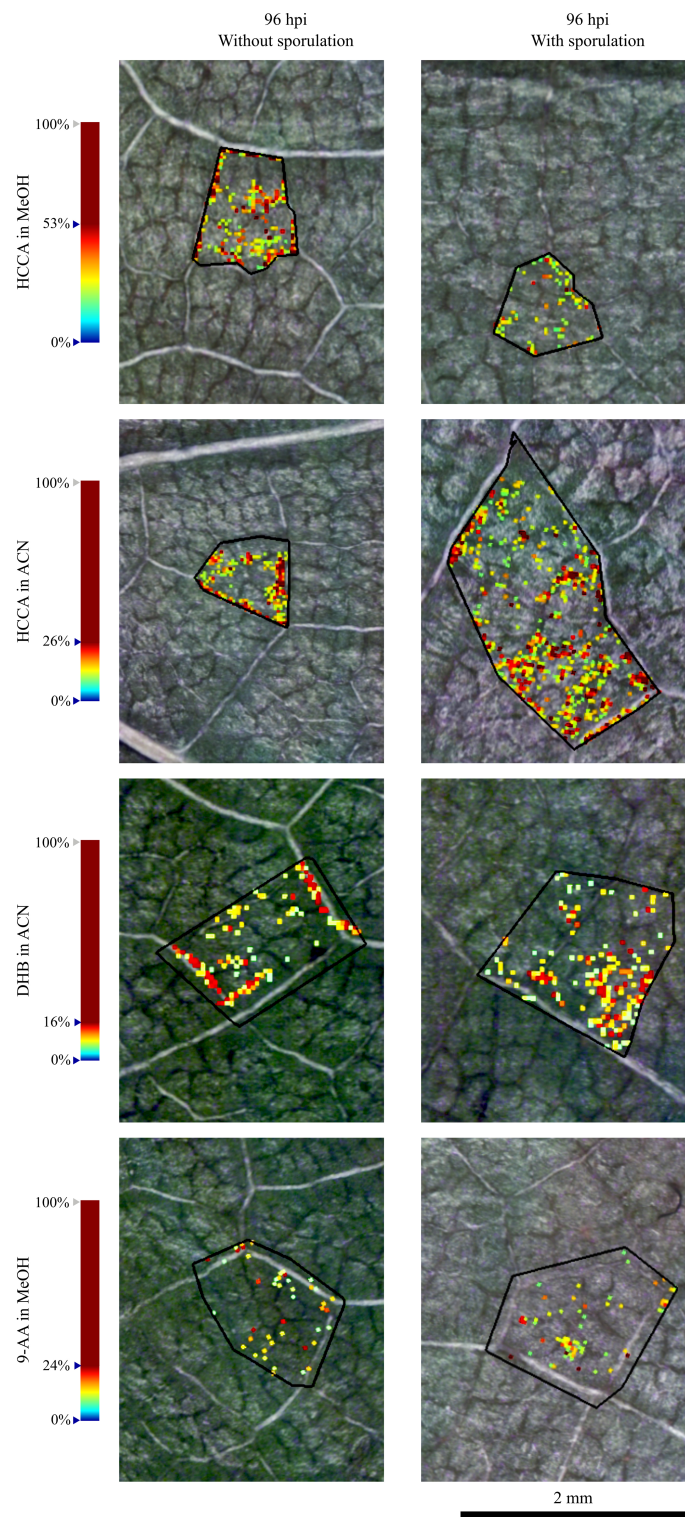 96 hpi
Without sporulation
96 hpi
With sporulation
HCCA in MeOH
100%
53%
0%
HCCA in ACN
100%
26%
0%
DHB in ACN
100%
16%
0%
9-AA in MeOH
100%
24%
0%
2 mm